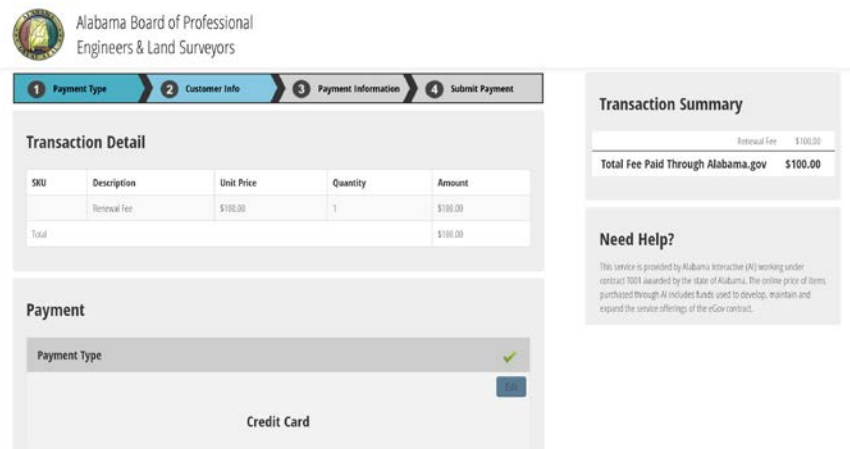 Alabama Board of Professional
Engineers & Land Surveyors
1 Payment Type 2 Customer Info 3 Payment Information 4 Submit Payment
Transaction Detail
SKU Description Unit Price Quantity Amount
Renewal Fee $100.00 1 $100.00
Total $100.00
Payment
Payment Type
Edit
Credit Card
Transaction Summary
Renewal Fee $100.00
Total Fee Paid Through Alabama.gov $100.00
Need Help?
This service is provided by Alabama Interactive (AI) working under
contract T001 awarded by the state of Alabama. The online price of items
purchased through AI includes funds used to develop, maintain and
expand the service offerings of the eGov contract.